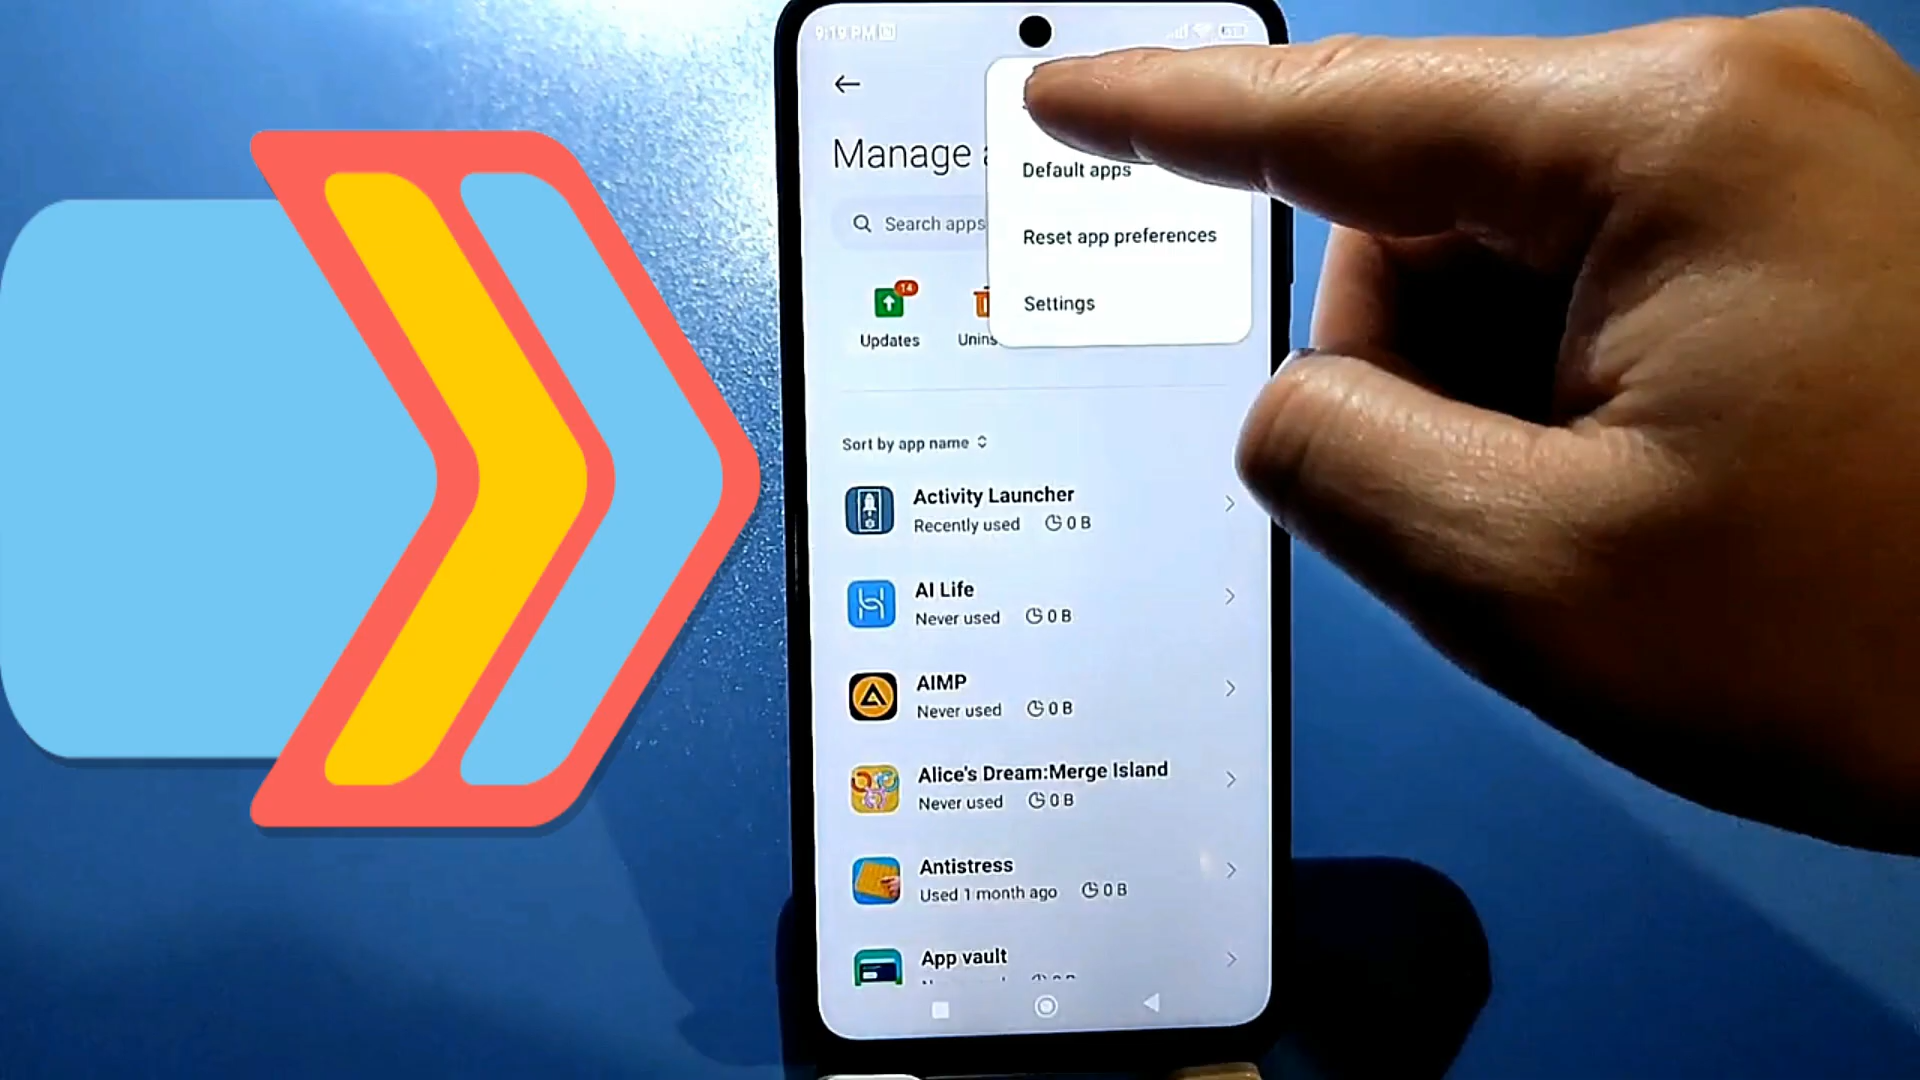 9:19 PM
Manage
Default apps
Search apps
Reset app preferences
Settings
14
Updates
Unins
Sort by app name
Activity Launcher
Recently used 0 B
AI Life
Never used 0 B
AIMP
Never used 0 B
Alice's Dream:Merge Island
Never used 0 B
Antistress
Used 1 month ago 0 B
App vault